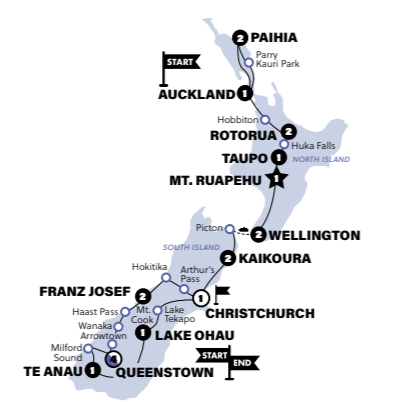 2 PAIHIA
Parry
Kauri Park
START
AUCKLAND 1
Hobbiton
ROTORUA 2
Huka Falls
TAUPO 1
NORTH ISLAND
MT. RUAPEHU 1
Picton
2 WELLINGTON
SOUTH ISLAND
2 KAIKOURA
Hokitika
Arthur's
Pass
FRANZ JOSEF 2
1
CHRISTCHURCH
Haast Pass
Mt.
Cook
Lake
Tekapo
Wanaka
Arrowtown
1 LAKE OHAU
Milford
Sound
START
END
4
TE ANAU 1
QUEENSTOWN